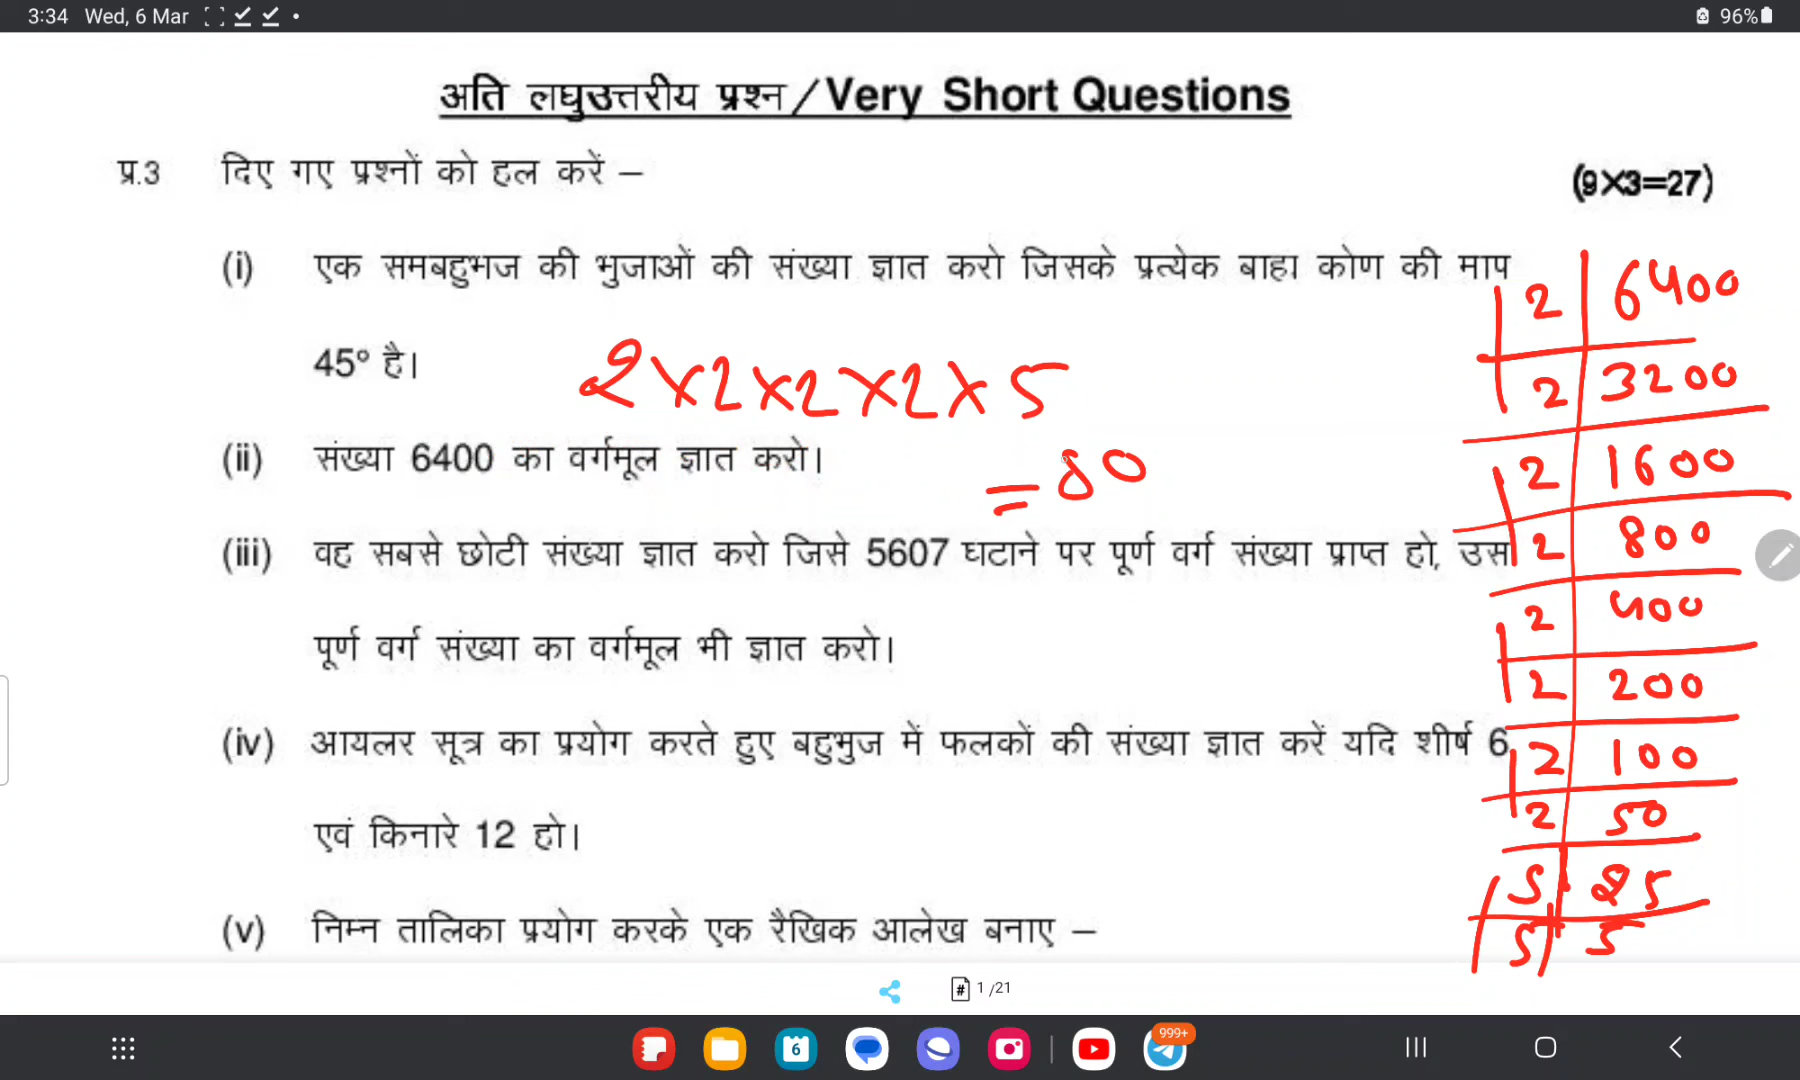 3:34 Wed, 6 Mar
96%
अति लघुउत्तरीय प्रश्न/Very Short Questions
प्र.3 दिए गए प्रश्नों को हल करें –
(9×3=27)
(i) एक समबहुभज की भुजाओं की संख्या ज्ञात करो जिसके प्रत्येक बाहा कोण की माप
45° है।
2×2×2×2×5
(ii) संख्या 6400 का वर्गमूल ज्ञात करो।
= 80
(iii) वह सबसे छोटी संख्या ज्ञात करो जिसे 5607 घटाने पर पूर्ण वर्ग संख्या प्राप्त हो, उस
पूर्ण वर्ग संख्या का वर्गमूल भी ज्ञात करो।
(iv) आयलर सूत्र का प्रयोग करते हुए बहुभुज में फलकों की संख्या ज्ञात करें यदि शीर्ष 6
एवं किनारे 12 हो।
(v) निम्न तालिका प्रयोग करके एक रैखिक आलेख बनाए –
2 6400
2 3200
2 1600
2 800
2 400
2 200
2 100
2 50
5 25
5 5
# 1 /21
6
999+